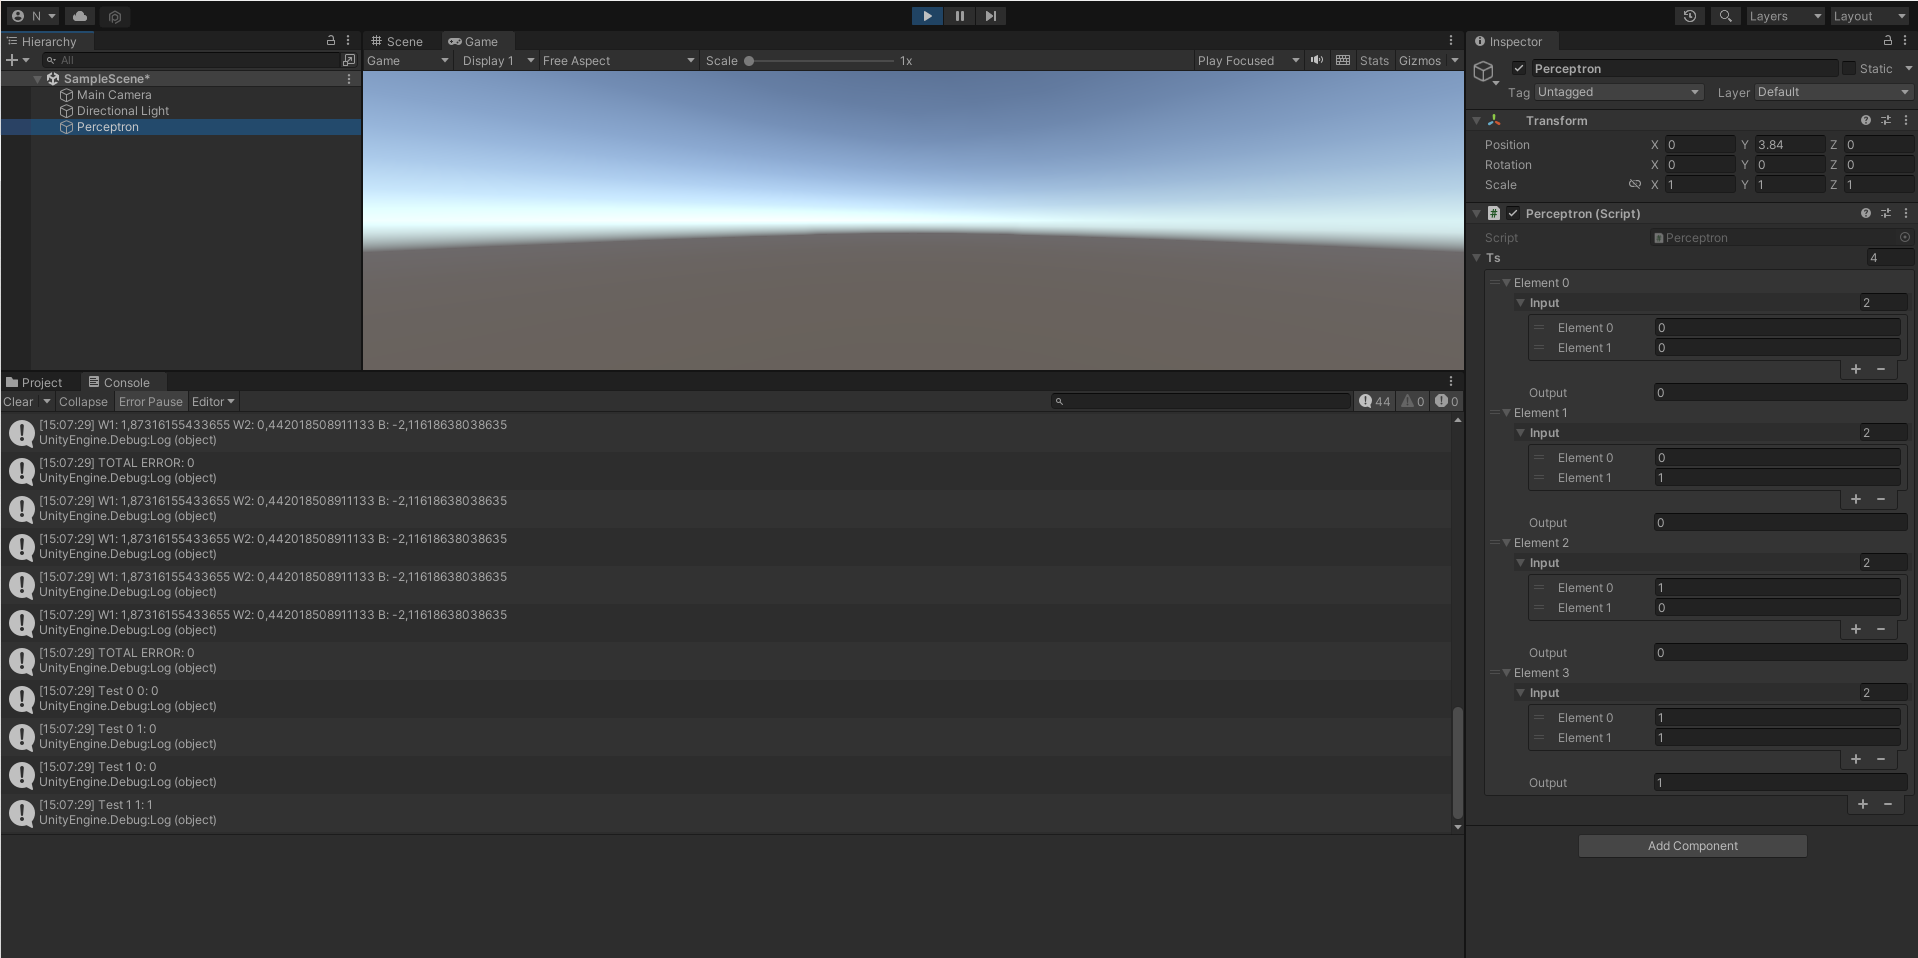 N
Layers
Layout
Hierarchy
All
SampleScene*
Main Camera
Directional Light
Perceptron
Scene
Game
Game
Display 1
Free Aspect
Scale
1x
Play Focused
Stats
Gizmos
Project
Console
Clear
Collapse
Error Pause
Editor
44
0
0
[15:07:29] W1: 1,87316155433655 W2: 0,442018508911133 B: -2,11618638038635
UnityEngine.Debug:Log (object)
[15:07:29] TOTAL ERROR: 0
UnityEngine.Debug:Log (object)
[15:07:29] W1: 1,87316155433655 W2: 0,442018508911133 B: -2,11618638038635
UnityEngine.Debug:Log (object)
[15:07:29] W1: 1,87316155433655 W2: 0,442018508911133 B: -2,11618638038635
UnityEngine.Debug:Log (object)
[15:07:29] W1: 1,87316155433655 W2: 0,442018508911133 B: -2,11618638038635
UnityEngine.Debug:Log (object)
[15:07:29] W1: 1,87316155433655 W2: 0,442018508911133 B: -2,11618638038635
UnityEngine.Debug:Log (object)
[15:07:29] TOTAL ERROR: 0
UnityEngine.Debug:Log (object)
[15:07:29] Test 0 0: 0
UnityEngine.Debug:Log (object)
[15:07:29] Test 0 1: 0
UnityEngine.Debug:Log (object)
[15:07:29] Test 1 0: 0
UnityEngine.Debug:Log (object)
[15:07:29] Test 1 1: 1
UnityEngine.Debug:Log (object)
Inspector
Perceptron
Static
Tag Untagged Layer Default
Transform
Position X 0 Y 3.84 Z 0
Rotation X 0 Y 0 Z 0
Scale X 1 Y 1 Z 1
# Perceptron (Script)
Script Perceptron
Ts 4
Element 0
Input 2
Element 0 0
Element 1 0
+ -
Output 0
Element 1
Input 2
Element 0 0
Element 1 1
+ -
Output 0
Element 2
Input 2
Element 0 1
Element 1 0
+ -
Output 0
Element 3
Input 2
Element 0 1
Element 1 1
+ -
Output 1
+ -
Add Component